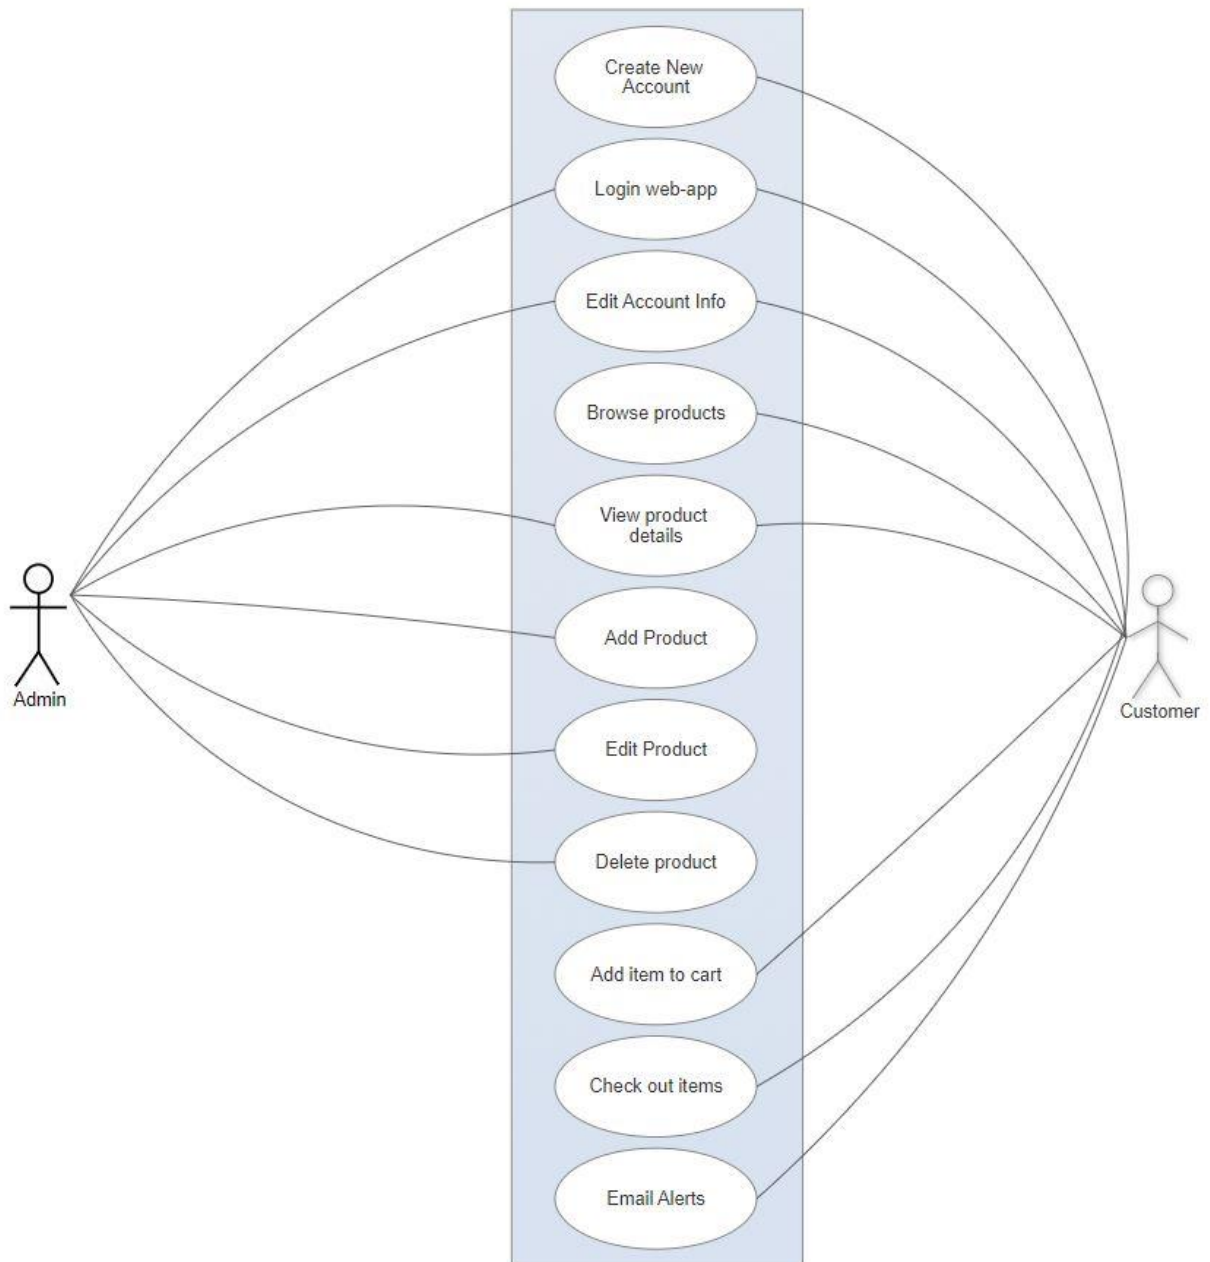 Create New
Account
Login web-app
Edit Account Info
Browse products
View product
details
Add Product
Admin
Customer
Edit Product
Delete product
Add item to cart
Check out items
Email Alerts